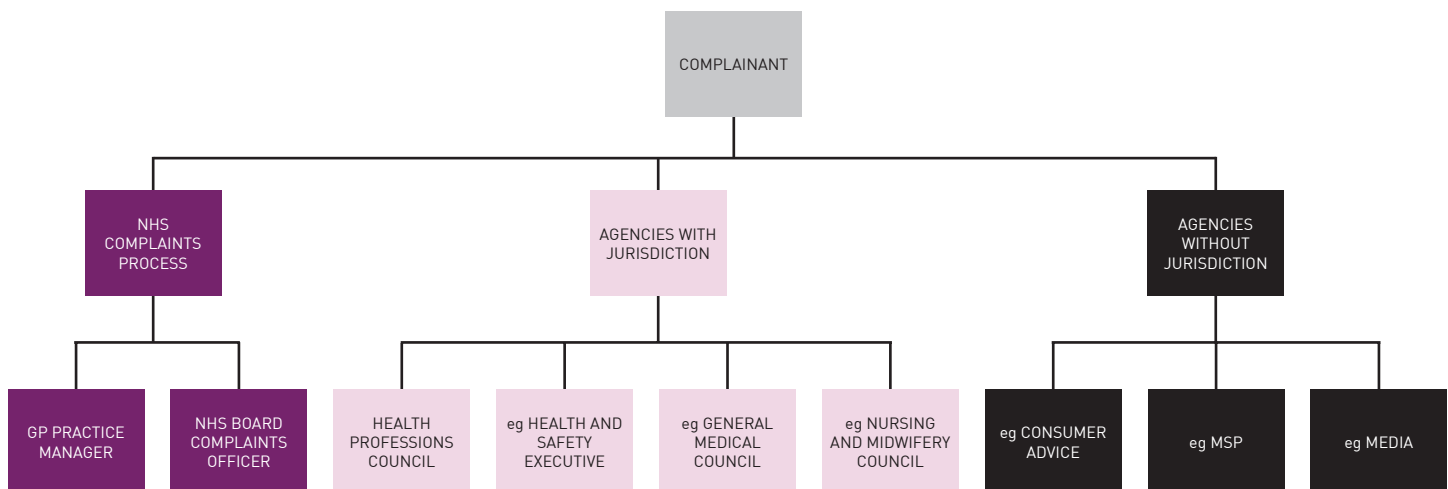 COMPLAINANT
NHS
COMPLAINTS
PROCESS
AGENCIES WITH
JURISDICTION
AGENCIES
WITHOUT
JURISDICTION
GP PRACTICE
MANAGER
NHS BOARD
COMPLAINTS
OFFICER
HEALTH
PROFESSIONS
COUNCIL
eg HEALTH AND
SAFETY
EXECUTIVE
eg GENERAL
MEDICAL
COUNCIL
eg NURSING
AND MIDWIFERY
COUNCIL
eg CONSUMER
ADVICE
eg MSP
eg MEDIA